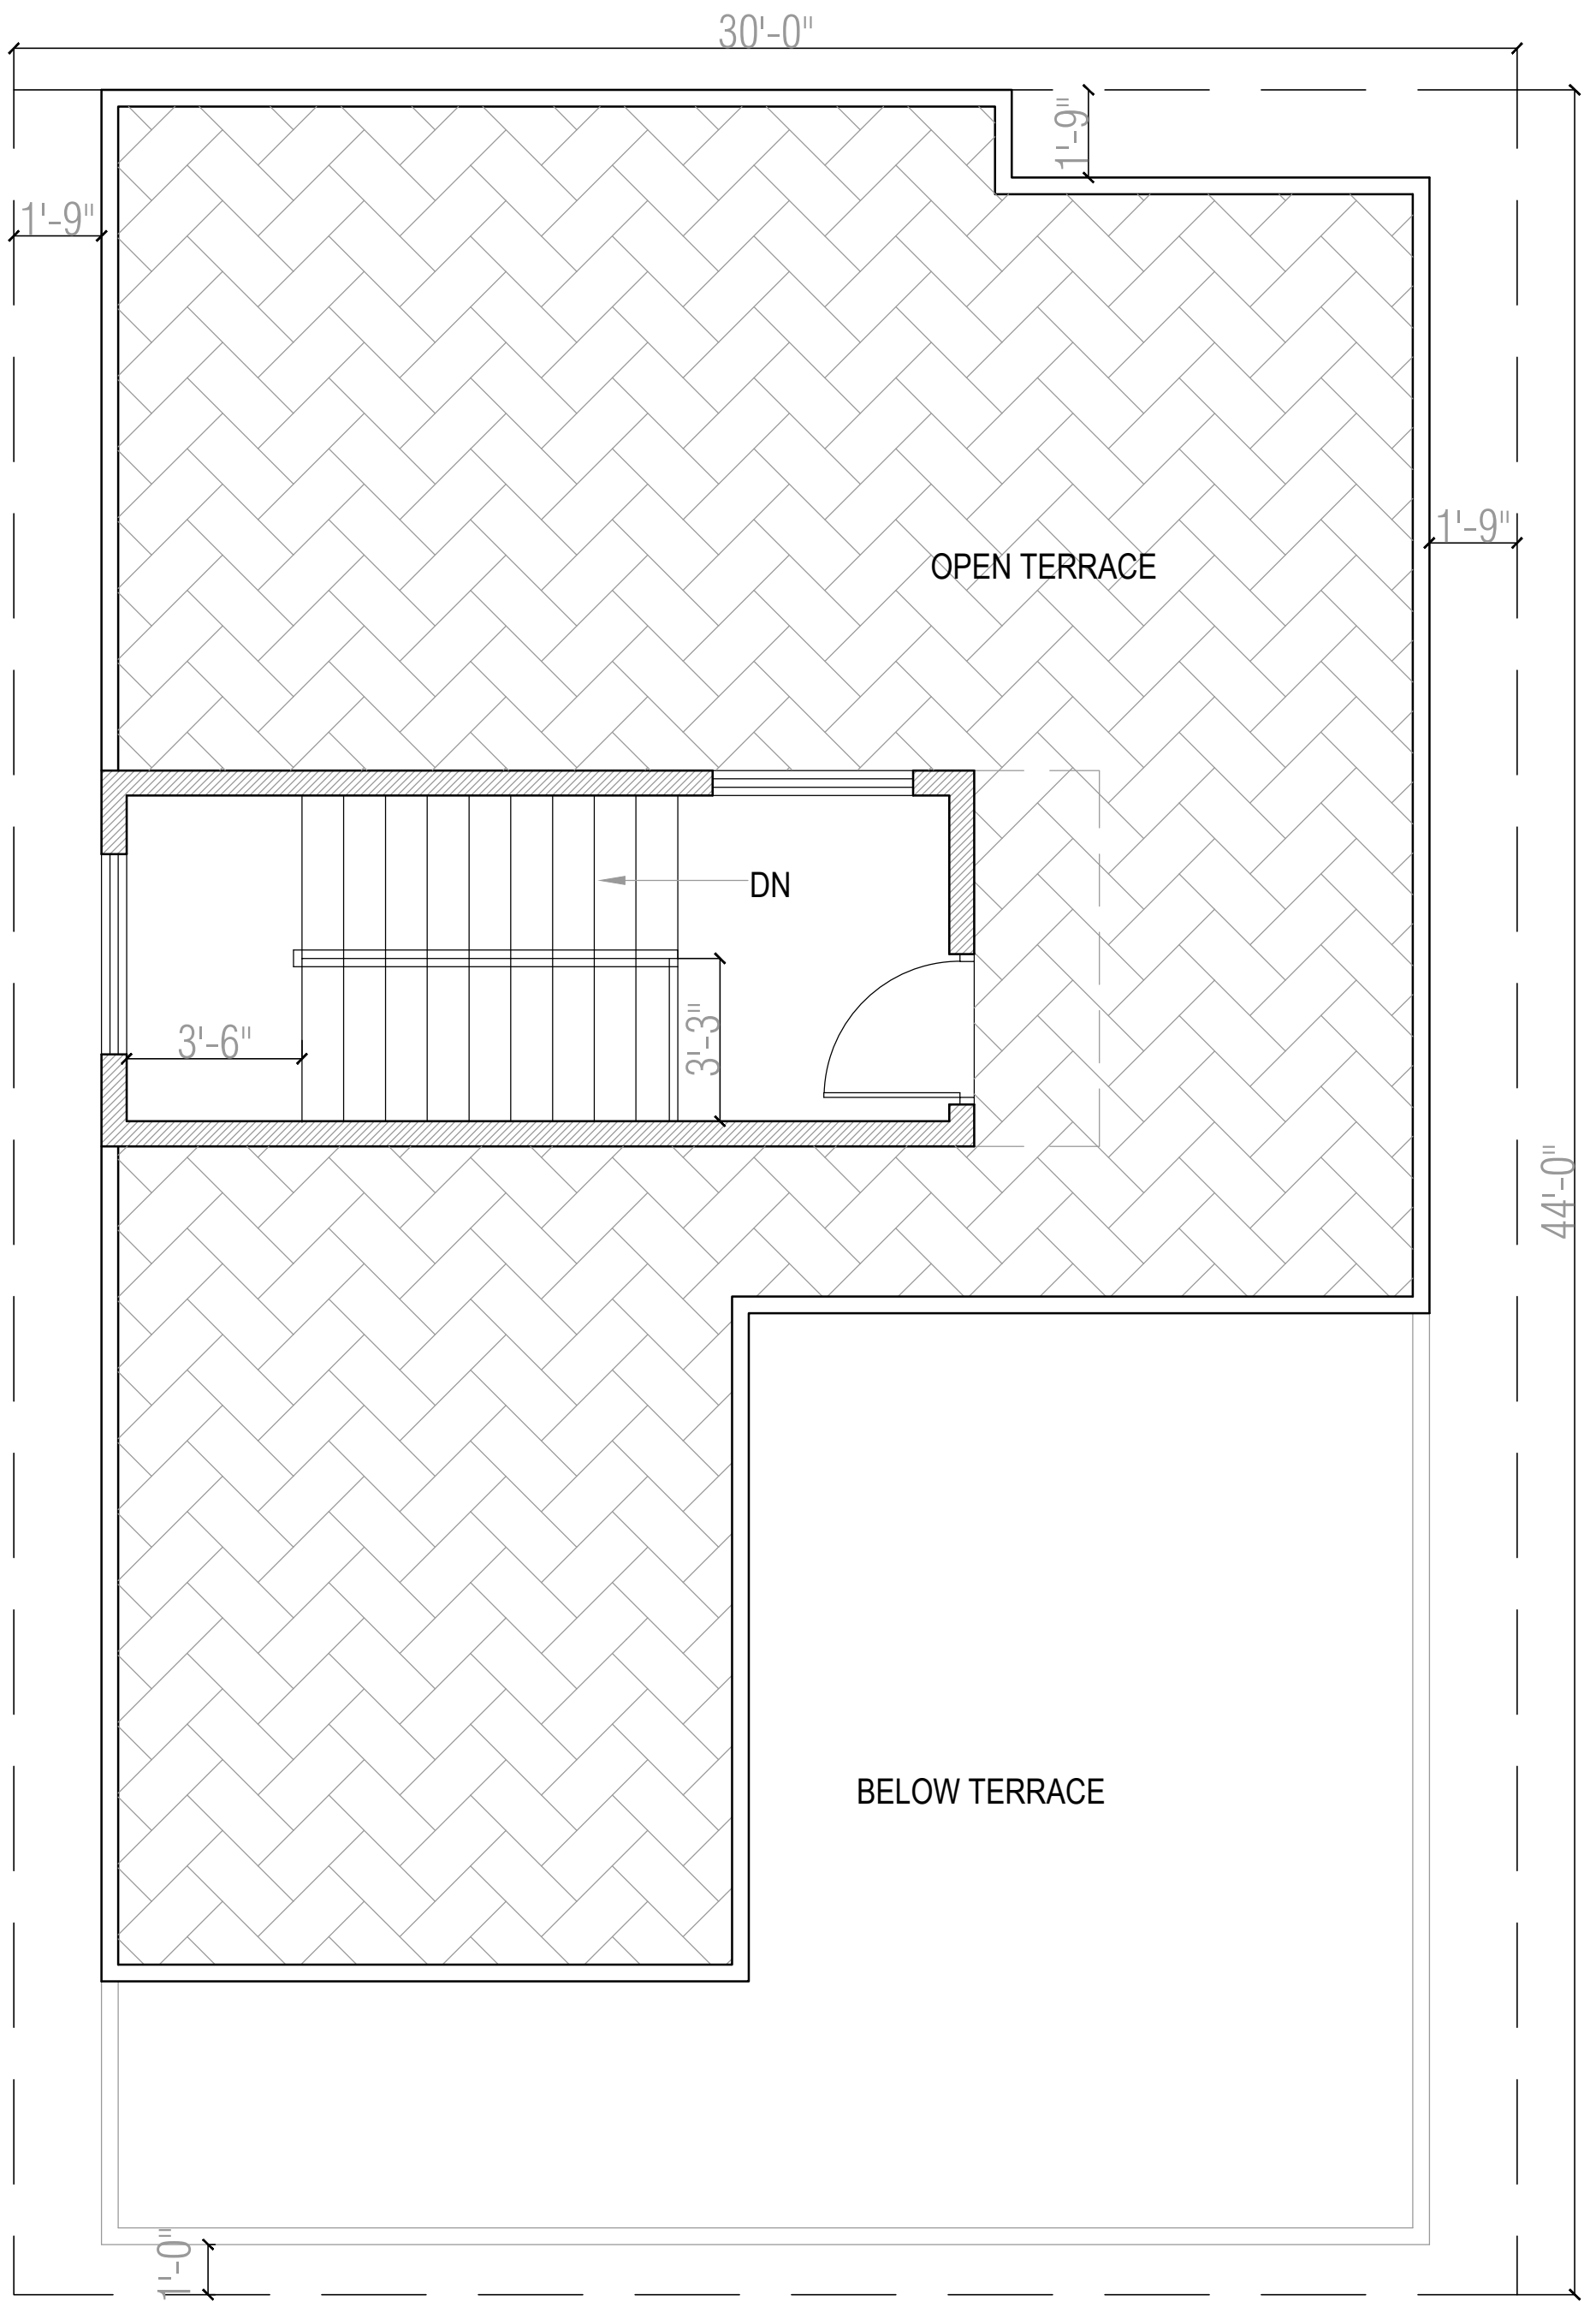 30'-0"
1'-9"
1'-9"
1'-9"
OPEN TERRACE
DN
3'-6"
3'-3"
44'-0"
BELOW TERRACE
1'-0"